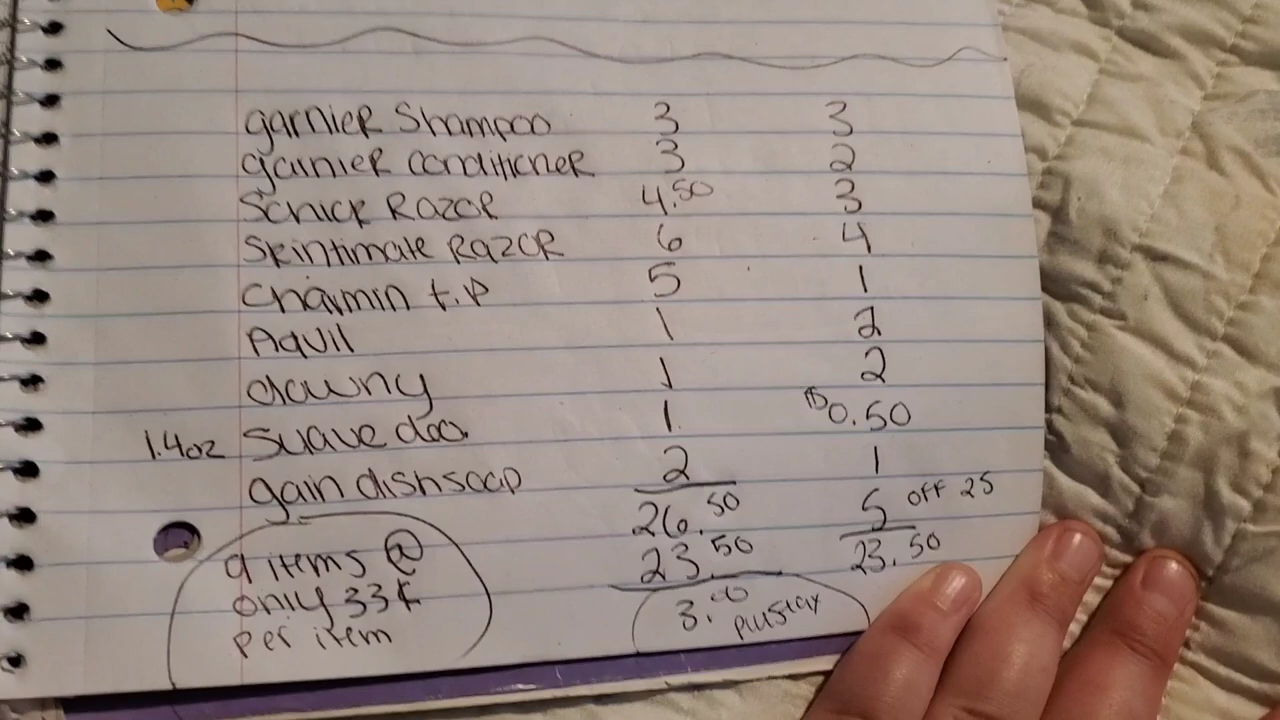 garnier Shampoo 3 3
garnier conditioner 3 2
Schick Razor 4.50 3
Skintimate Razor 6 4
Charmin t.p 5 1
Aquil 1 2
downy 1 2
1.4oz Suave deo. 1. $0.50
gain dishsoap 2 1
26.50 5 off 25
23.50 23.50
3.00 plus tax
9 items @
only 33¢
per item